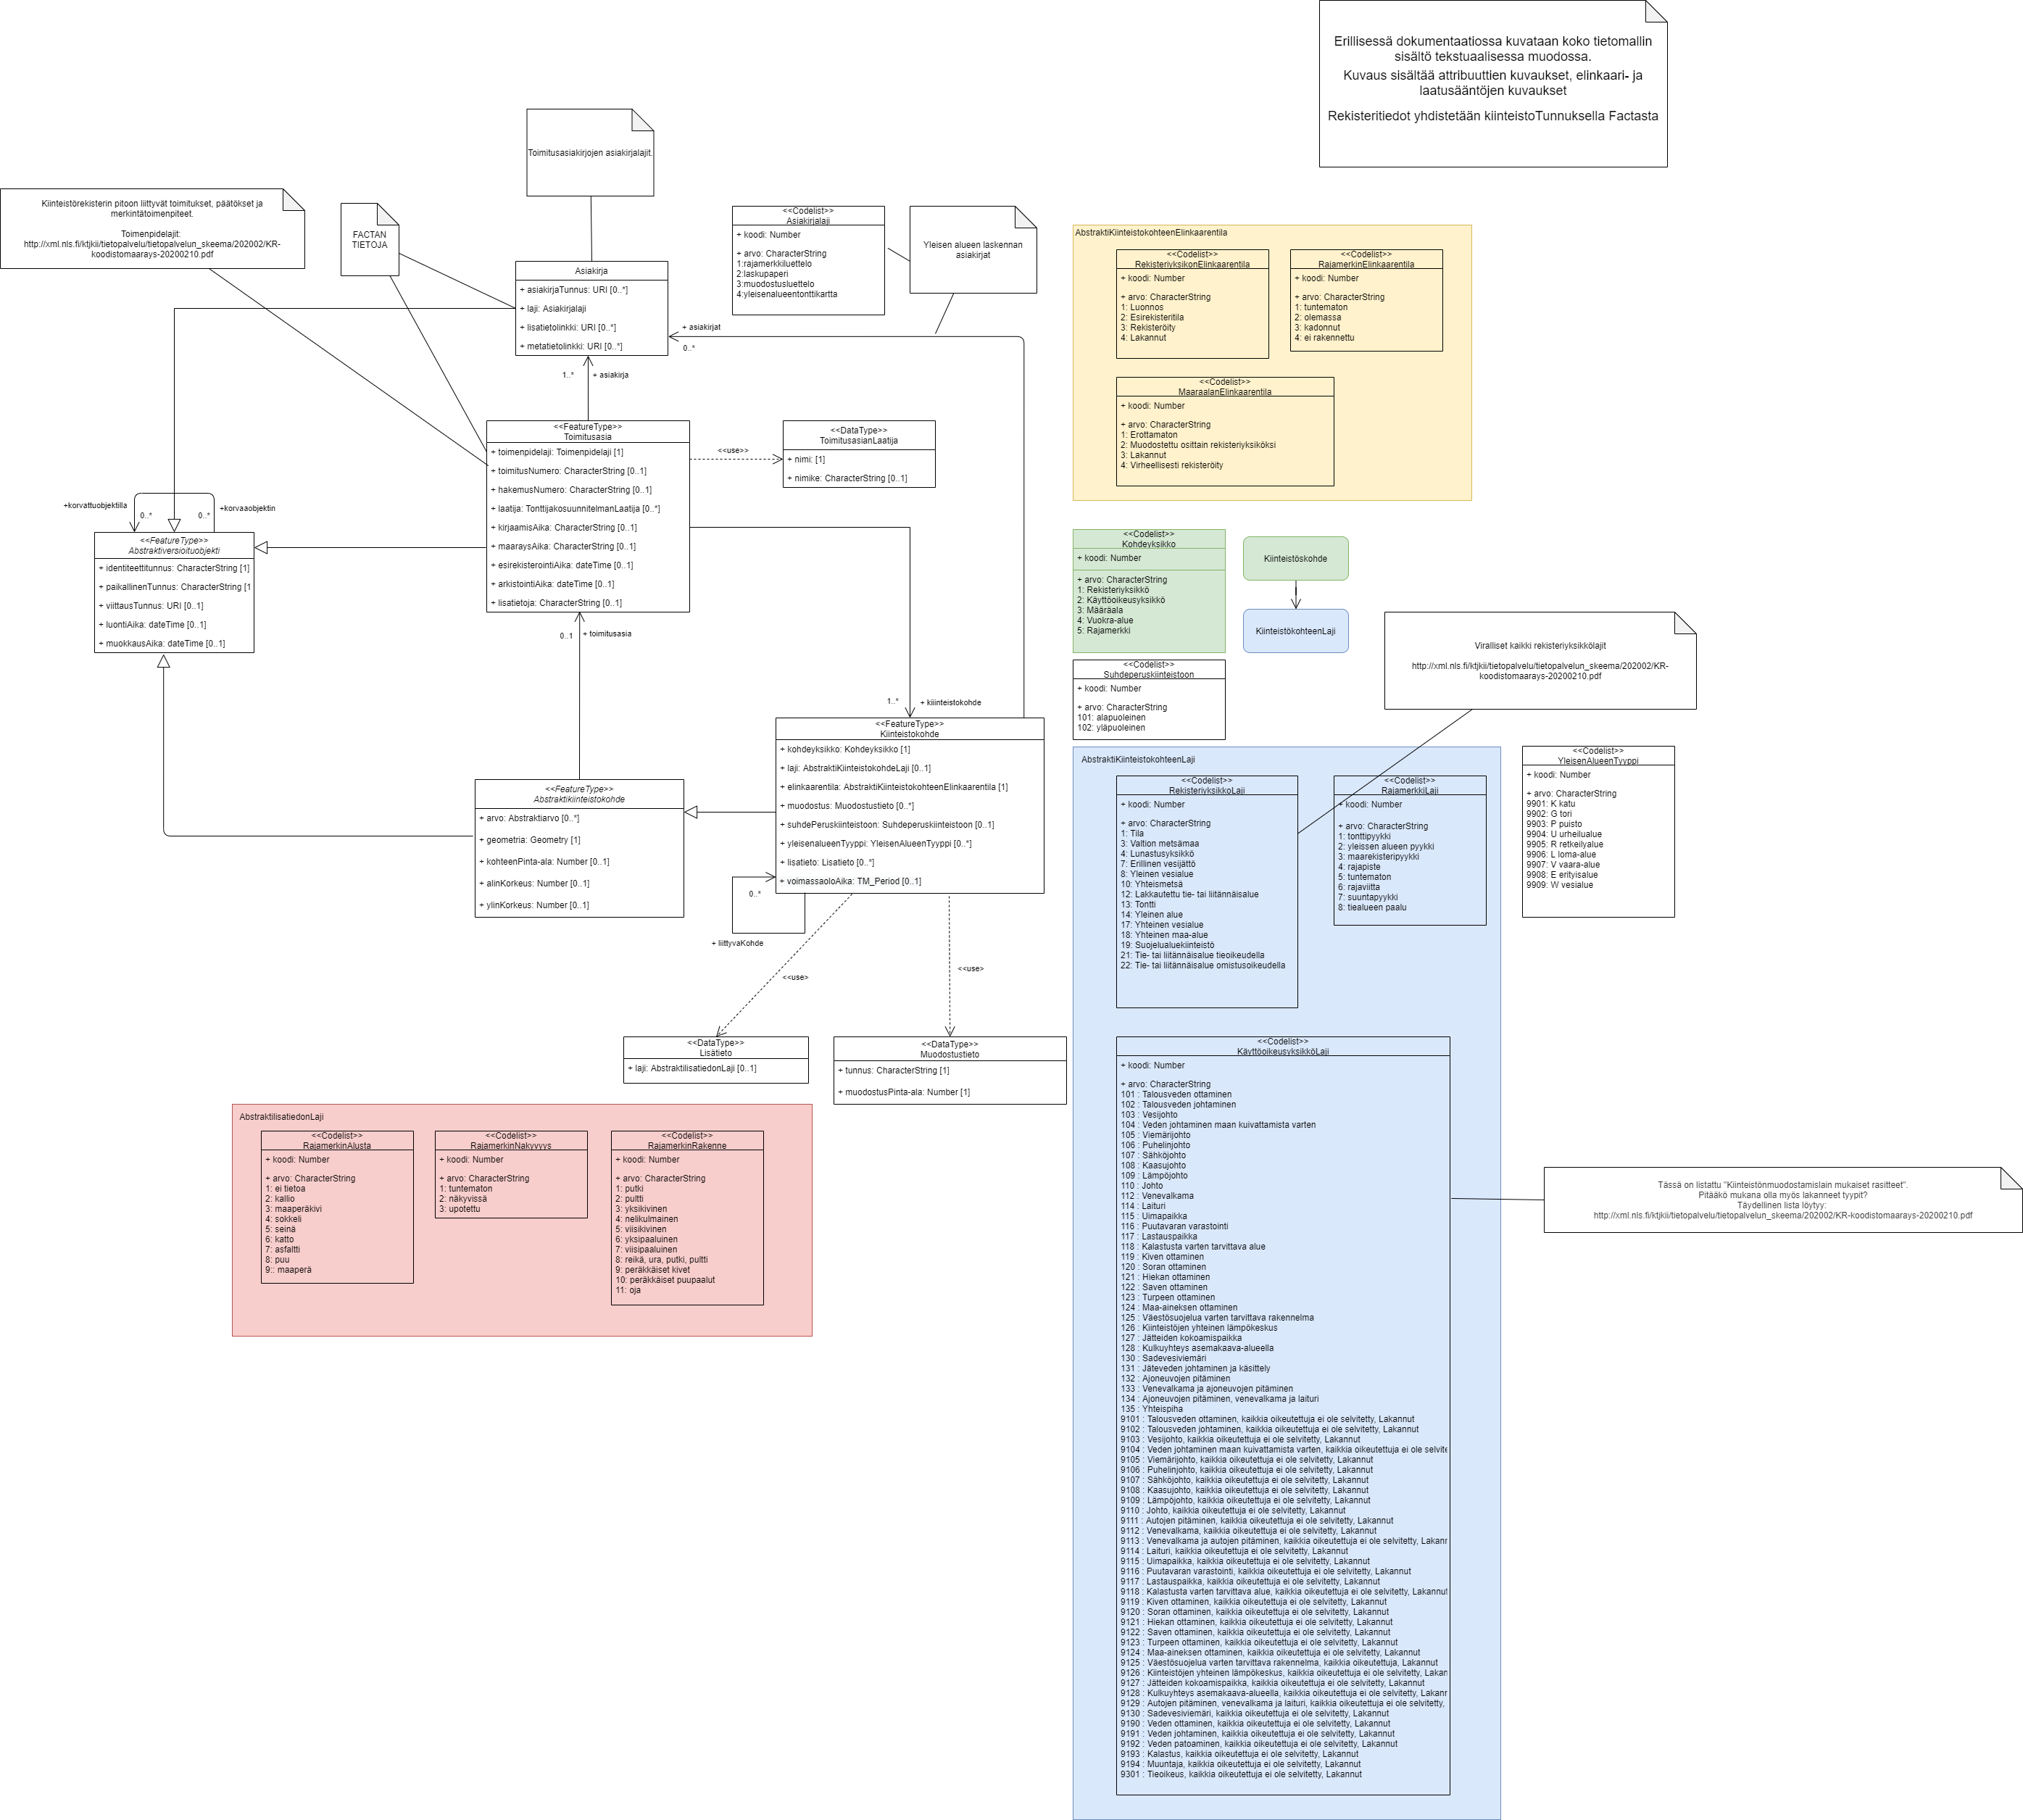 Erillisessä dokumentaatiossa kuvataan koko tietomallin
sisältö tekstuaalisessa muodossa.
Kuvaus sisältää attribuuttien kuvaukset, elinkaari- ja
laatusääntöjen kuvaukset
Rekisteritiedot yhdistetään kiinteistoTunnuksella Factasta
Toimitusasiakirjojen asiakirjalajit.
Kiinteistörekisterin pitoon liittyvät toimitukset, päätökset ja
merkintätoimenpiteet.
Toimenpidelajit:
http://xml.nls.fi/ktjkii/tietopalvelu/tietopalvelun_skeema/202002/KR-
koodistomaarays-20200210.pdf
FACTAN
TIETOJA
Asiakirja
+ asiakirjaTunnus: URI [0..*]
+ laji: Asiakirjalaji
+ lisatietolinkki: URI [0..*]
+ metatietolinkki: URI [0..*]
<<Codelist>>
Asiakirjalaji
+ koodi: Number
+ arvo: CharacterString
1:rajamerkkiluettelo
2:laskupaperi
3:muodostusluettelo
4:yleisenalueentonttikartta
Yleisen alueen laskennan
asiakirjat
+ asiakirjat
0..*
1..*
+ asiakirja
<<FeatureType>>
Toimitusasia
+ toimenpidelaji: Toimenpidelaji [1]
+ toimitusNumero: CharacterString [0..1]
+ hakemusNumero: CharacterString [0..1]
+ laatija: TonttijakosuunnitelmanLaatija [0..*]
+ kirjaamisAika: CharacterString [0..1]
+ maaraysAika: CharacterString [0..1]
+ esirekisterointiAika: dateTime [0..1]
+ arkistointiAika: dateTime [0..1]
+ lisatietoja: CharacterString [0..1]
<<use>>
<<DataType>>
ToimitusasianLaatija
+ nimi: [1]
+ nimike: CharacterString [0..1]
+korvattuobjektilla
0..*
0..*
+korvaaobjektin
<<FeatureType>>
Abstraktiversioituobjekti
+ identiteettitunnus: CharacterString [1]
+ paikallinenTunnus: CharacterString [1
+ viittausTunnus: URI [0..1]
+ luontiAika: dateTime [0..1]
+ muokkausAika: dateTime [0..1]
0..1
+ toimitusasia
1..*
+ kiiinteistokohde
<<FeatureType>>
Kiinteistokohde
+ kohdeyksikko: Kohdeyksikko [1]
+ laji: AbstraktiKiinteistokohdeLaji [0..1]
+ elinkaarentila: AbstraktiKiinteistokohteenElinkaarentila [1]
+ muodostus: Muodostustieto [0..*]
+ suhdePeruskiinteistoon: Suhdeperuskiinteistoon [0..1]
+ yleisenalueenTyyppi: YleisenAlueenTyyppi [0..*]
+ lisatieto: Lisatieto [0..*]
+ voimassaoloAika: TM_Period [0..1]
<<FeatureType>>
Abstraktikiinteistokohde
+ arvo: Abstraktiarvo [0..*]
+ geometria: Geometry [1]
+ kohteenPinta-ala: Number [0..1]
+ alinKorkeus: Number [0..1]
+ ylinKorkeus: Number [0..1]
0..*
+ liittyvaKohde
<<use>
<<use>
<<DataType>>
Lisätieto
+ laji: AbstraktilisatiedonLaji [0..1]
<<DataType>>
Muodostustieto
+ tunnus: CharacterString [1]
+ muodostusPinta-ala: Number [1]
AbstraktilisatiedonLaji
<<Codelist>>
RajamerkinAlusta
+ koodi: Number
+ arvo: CharacterString
1: ei tietoa
2: kallio
3: maaperäkivi
4: sokkeli
5: seinä
6: katto
7: asfaltti
8: puu
9:: maaperä
<<Codelist>>
RajamerkinNakyvyys
+ koodi: Number
+ arvo: CharacterString
1: tuntematon
2: näkyvissä
3: upotettu
<<Codelist>>
RajamerkinRakenne
+ koodi: Number
+ arvo: CharacterString
1: putki
2: pultti
3: yksikivinen
4: nelikulmainen
5: viisikivinen
6: yksipaaluinen
7: viisipaaluinen
8: reikä, ura, putki, pultti
9: peräkkäiset kivet
10: peräkkäiset puupaalut
11: oja
AbstraktiKiinteistokohteenElinkaarentila
<<Codelist>>
RekisteriyksikonElinkaarentila
+ koodi: Number
+ arvo: CharacterString
1: Luonnos
2: Esirekisteritila
3: Rekisteröity
4: Lakannut
<<Codelist>>
RajamerkinElinkaarentila
+ koodi: Number
+ arvo: CharacterString
1: tuntematon
2: olemassa
3: kadonnut
4: ei rakennettu
<<Codelist>>
MaaraalanElinkaarentila
+ koodi: Number
+ arvo: CharacterString
1: Erottamaton
2: Muodostettu osittain rekisteriyksiköksi
3: Lakannut
4: Virheellisesti rekisteröity
<<Codelist>>
Kohdeyksikko
+ koodi: Number
+ arvo: CharacterString
1: Rekisteriyksikkö
2: Käyttöoikeusyksikkö
3: Määräala
4: Vuokra-alue
5: Rajamerkki
Kiinteistöskohde
KiinteistökohteenLaji
<<Codelist>>
Suhdeperuskiinteistoon
+ koodi: Number
+ arvo: CharacterString
101: alapuoleinen
102: yläpuoleinen
Viralliset kaikki rekisteriyksikkölajit
http://xml.nls.fi/ktjkii/tietopalvelu/tietopalvelun_skeema/202002/KR-
koodistomaarays-20200210.pdf
AbstraktiKiinteistokohteenLaji
<<Codelist>>
RekisteriyksikkoLaji
+ koodi: Number
+ arvo: CharacterString
1: Tila
3: Valtion metsämaa
4: Lunastusyksikkö
7: Erillinen vesijättö
8: Yleinen vesialue
10: Yhteismetsä
12: Lakkautettu tie- tai liitännäisalue
13: Tontti
14: Yleinen alue
17: Yhteinen vesialue
18: Yhteinen maa-alue
19: Suojelualuekiinteistö
21: Tie- tai liitännäisalue tieoikeudella
22: Tie- tai liitännäisalue omistusoikeudella
<<Codelist>>
RajamerkkiLaji
+ koodi: Number
+ arvo: CharacterString
1: tonttipyykki
2: yleissen alueen pyykki
3: maarekisteripyykki
4: rajapiste
5: tuntematon
6: rajaviitta
7: suuntapyykki
8: tiealueen paalu
<<Codelist>>
YleisenAlueenTyyppi
+ koodi: Number
+ arvo: CharacterString
9901: K katu
9902: G tori
9903: P puisto
9904: U urheilualue
9905: R retkeilyalue
9906: L loma-alue
9907: V vaara-alue
9908: E erityisalue
9909: W vesialue
<<Codelist>>
KäyttöoikeusyksikköLaji
+ koodi: Number
+ arvo: CharacterString
101 : Talousveden ottaminen
102 : Talousveden johtaminen
103 : Vesijohto
104 : Veden johtaminen maan kuivattamista varten
105 : Viemärijohto
106 : Puhelinjohto
107 : Sähköjohto
108 : Kaasujohto
109 : Lämpöjohto
110 : Johto
112 : Venevalkama
114 : Laituri
115 : Uimapaikka
116 : Puutavaran varastointi
117 : Lastauspaikka
118 : Kalastusta varten tarvittava alue
119 : Kiven ottaminen
120 : Soran ottaminen
121 : Hiekan ottaminen
122 : Saven ottaminen
123 : Turpeen ottaminen
124 : Maa-aineksen ottaminen
125 : Väestösuojelua varten tarvittava rakennelma
126 : Kiinteistöjen yhteinen lämpökeskus
127 : Jätteiden kokoamispaikka
128 : Kulkuyhteys asemakaava-alueella
130 : Sadevesiviemäri
131 : Jäteveden johtaminen ja käsittely
132 : Ajoneuvojen pitäminen
133 : Venevalkama ja ajoneuvojen pitäminen
134 : Ajoneuvojen pitäminen, venevalkama ja laituri
135 : Yhteispiha
9101 : Talousveden ottaminen, kaikkia oikeutettuja ei ole selvitetty, Lakannut
9102 : Talousveden johtaminen, kaikkia oikeutettuja ei ole selvitetty, Lakannut
9103 : Vesijohto, kaikkia oikeutettuja ei ole selvitetty, Lakannut
9104 : Veden johtaminen maan kuivattamista varten, kaikkia oikeutettuja ei ole selvite
9105 : Viemärijohto, kaikkia oikeutettuja ei ole selvitetty, Lakannut
9106 : Puhelinjohto, kaikkia oikeutettuja ei ole selvitetty, Lakannut
9107 : Sähköjohto, kaikkia oikeutettuja ei ole selvitetty, Lakannut
9108 : Kaasujohto, kaikkia oikeutettuja ei ole selvitetty, Lakannut
9109 : Lämpöjohto, kaikkia oikeutettuja ei ole selvitetty, Lakannut
9110 : Johto, kaikkia oikeutettuja ei ole selvitetty, Lakannut
9111 : Autojen pitäminen, kaikkia oikeutettuja ei ole selvitetty, Lakannut
9112 : Venevalkama, kaikkia oikeutettuja ei ole selvitetty, Lakannut
9113 : Venevalkama ja autojen pitäminen, kaikkia oikeutettuja ei ole selvitetty, Lakanr
9114 : Laituri, kaikkia oikeutettuja ei ole selvitetty, Lakannut
9115 : Uimapaikka, kaikkia oikeutettuja ei ole selvitetty, Lakannut
9116 : Puutavaran varastointi, kaikkia oikeutettuja ei ole selvitetty, Lakannut
9117 : Lastauspaikka, kaikkia oikeutettuja ei ole selvitetty, Lakannut
9118 : Kalastusta varten tarvittava alue, kaikkia oikeutettuja ei ole selvitetty, Lakannut
9119 : Kiven ottaminen, kaikkia oikeutettuja ei ole selvitetty, Lakannut
9120 : Soran ottaminen, kaikkia oikeutettuja ei ole selvitetty, Lakannut
9121 : Hiekan ottaminen, kaikkia oikeutettuja ei ole selvitetty, Lakannut
9122 : Saven ottaminen, kaikkia oikeutettuja ei ole selvitetty, Lakannut
9123 : Turpeen ottaminen, kaikkia oikeutettuja ei ole selvitetty, Lakannut
9124 : Maa-aineksen ottaminen, kaikkia oikeutettuja ei ole selvitetty, Lakannut
9125 : Väestösuojelua varten tarvittava rakennelma, kaikkia oikeutettuja, Lakannut
9126 : Kiinteistöjen yhteinen lämpökeskus, kaikkia oikeutettuja ei ole selvitetty, Lakan
9127 : Jätteiden kokoamispaikka, kaikkia oikeutettuja ei ole selvitetty, Lakannut
9128 : Kulkuyhteys asemakaava-alueella, kaikkia oikeutettuja ei ole selvitetty, Lakanr
9129 : Autojen pitäminen, venevalkama ja laituri, kaikkia oikeutettuja ei ole selvitetty,
9130 : Sadevesiviemäri, kaikkia oikeutettuja ei ole selvitetty, Lakannut
9190 : Veden ottaminen, kaikkia oikeutettuja ei ole selvitetty, Lakannut
9191 : Veden johtaminen, kaikkia oikeutettuja ei ole selvitetty, Lakannut
9192 : Veden patoaminen, kaikkia oikeutettuja ei ole selvitetty, Lakannut
9193 : Kalastus, kaikkia oikeutettuja ei ole selvitetty, Lakannut
9194 : Muuntaja, kaikkia oikeutettuja ei ole selvitetty, Lakannut
9301 : Tieoikeus, kaikkia oikeutettuja ei ole selvitetty, Lakannut
Tässä on listattu "Kiinteistönmuodostamislain mukaiset rasitteet".
Pitääkö mukana olla myös lakanneet tyypit?
Täydellinen lista löytyy:
http://xml.nls.fi/ktjkii/tietopalvelu/tietopalvelun_skeema/202002/KR-koodistomaarays-20200210.pdf